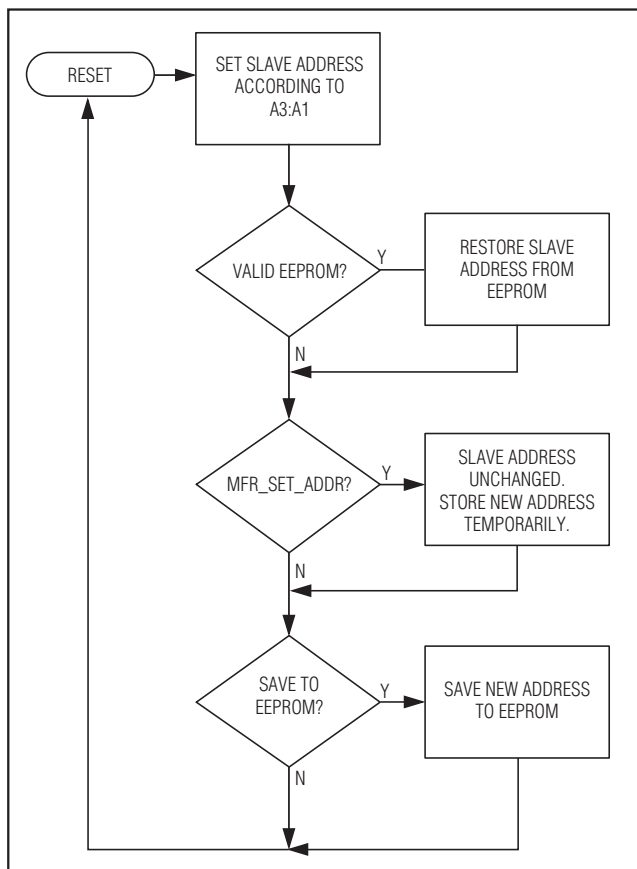 RESET
SET SLAVE ADDRESS
ACCORDING TO
A3:A1
VALID EEPROM?
Y
RESTORE SLAVE
ADDRESS FROM
EEPROM
N
MFR_SET_ADDR?
Y
SLAVE ADDRESS
UNCHANGED.
STORE NEW ADDRESS
TEMPORARILY.
N
SAVE TO
EEPROM?
Y
SAVE NEW ADDRESS
TO EEPROM
N